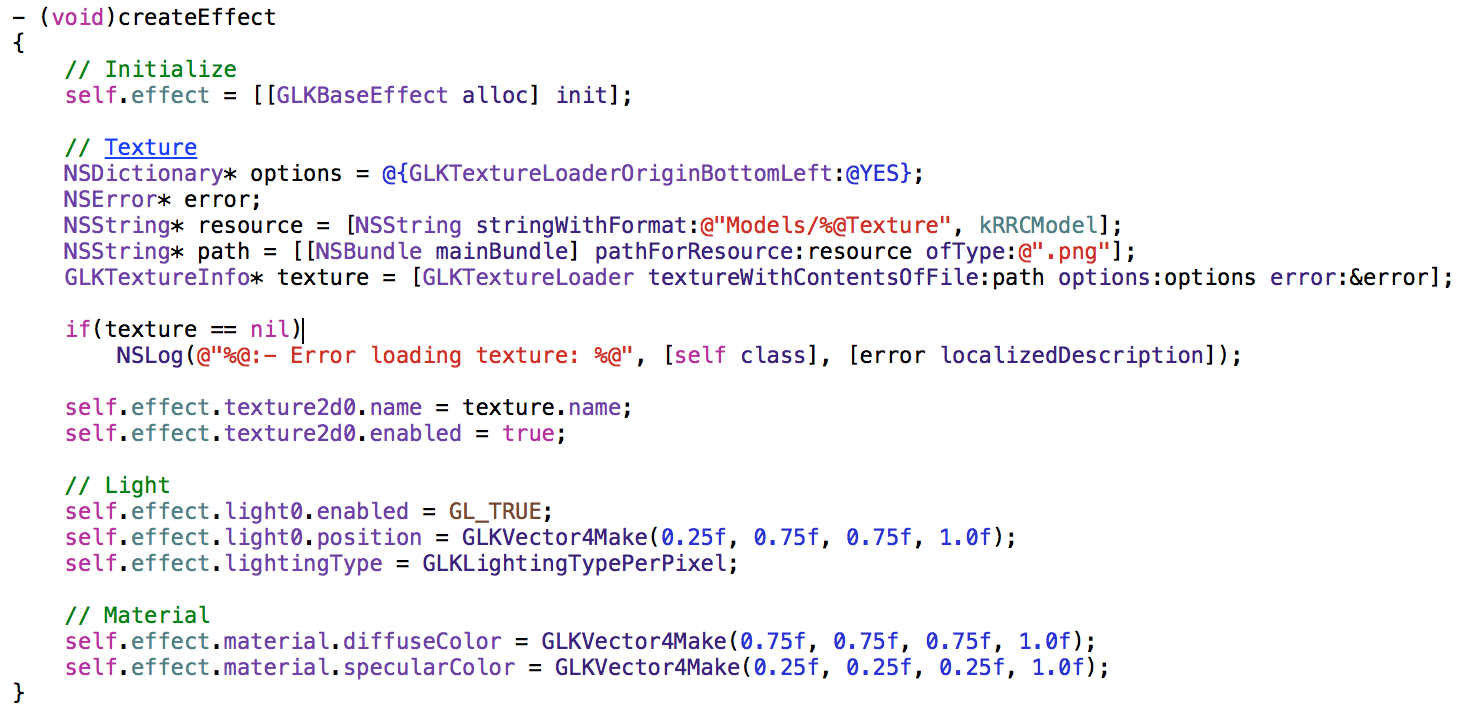 - (void)createEffect
{
    // Initialize
    self.effect = [[GLKBaseEffect alloc] init];

    // Texture
    NSDictionary* options = @{GLKTextureLoaderOriginBottomLeft:@YES};
    NSError* error;
    NSString* resource = [NSString stringWithFormat:@"Models/%@Texture", kRRCModel];
    NSString* path = [[NSBundle mainBundle] pathForResource:resource ofType:@".png"];
    GLKTextureInfo* texture = [GLKTextureLoader textureWithContentsOfFile:path options:options error:&error];

    if(texture == nil)
        NSLog(@"%@:- Error loading texture: %@", [self class], [error localizedDescription]);

    self.effect.texture2d0.name = texture.name;
    self.effect.texture2d0.enabled = true;

    // Light
    self.effect.light0.enabled = GL_TRUE;
    self.effect.light0.position = GLKVector4Make(0.25f, 0.75f, 0.75f, 1.0f);
    self.effect.lightingType = GLKLightingTypePerPixel;

    // Material
    self.effect.material.diffuseColor = GLKVector4Make(0.75f, 0.75f, 0.75f, 1.0f);
    self.effect.material.specularColor = GLKVector4Make(0.25f, 0.25f, 0.25f, 1.0f);
}